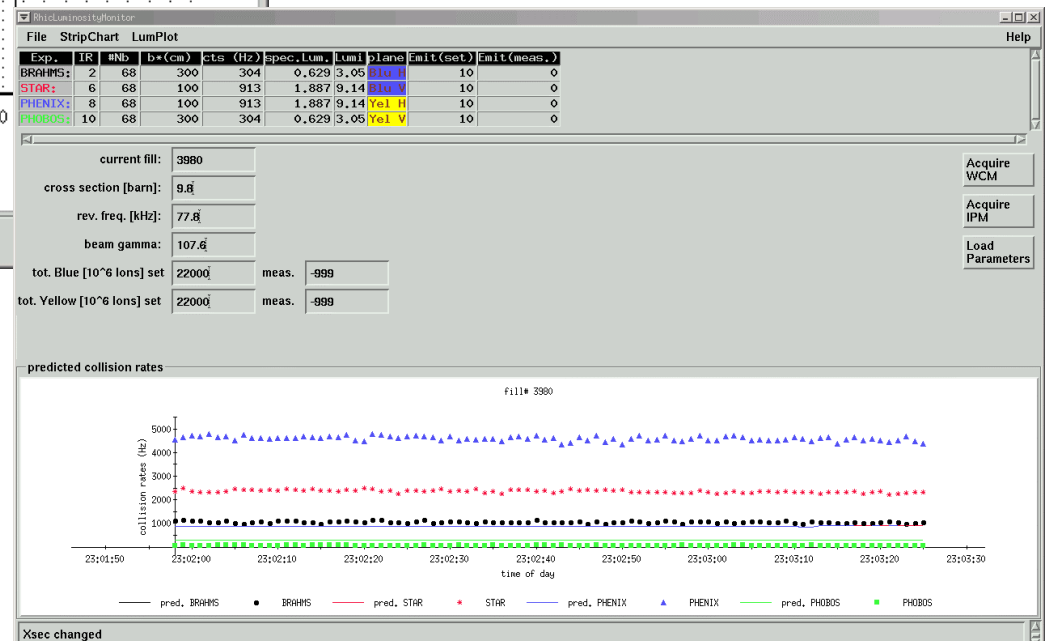 RhicLuminosityMonitor
File StripChart LumPlot Help
Exp. IR #Nb b*(cm) cts (Hz) spec.Lum. Lumi plane Emit(set) Emit(meas.)
BRAHMS: 2 68 300 304 0.629 3.05 Blu H 10 0
STAR: 6 68 100 913 1.887 9.14 Blu V 10 0
PHENIX: 8 68 100 913 1.887 9.14 Yel H 10 0
PHOBOS: 10 68 300 304 0.629 3.05 Yel V 10 0
current fill: 3980
cross section [barn]: 9.8
rev. freq. [kHz]: 77.8
beam gamma: 107.6
tot. Blue [10^6 Ions] set 22000 meas. -999
tot. Yellow [10^6 Ions] set 22000 meas. -999
Acquire
WCM
Acquire
IPM
Load
Parameters
predicted collision rates
fill# 3980
collision rates (Hz)
5000
4000
3000
2000
1000
23:01:50 23:02:00 23:02:10 23:02:20 23:02:30 23:02:40 23:02:50 23:03:00 23:03:10 23:03:20 23:03:30
time of day
pred. BRAHMS BRAHMS pred. STAR STAR pred. PHENIX PHENIX pred. PHOBOS PHOBOS
Xsec changed